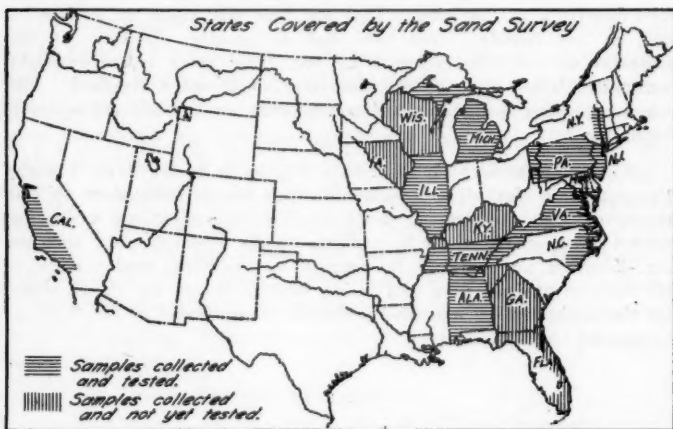 States Covered by the Sand Survey
Wis.
Mich.
N.Y.
IA.
PA.
N.J.
ILL.
CAL.
KY.
VA.
TENN.
N.C.
ALA.
GA.
FL.
Samples collected
and tested.
Samples collected
and not yet tested.